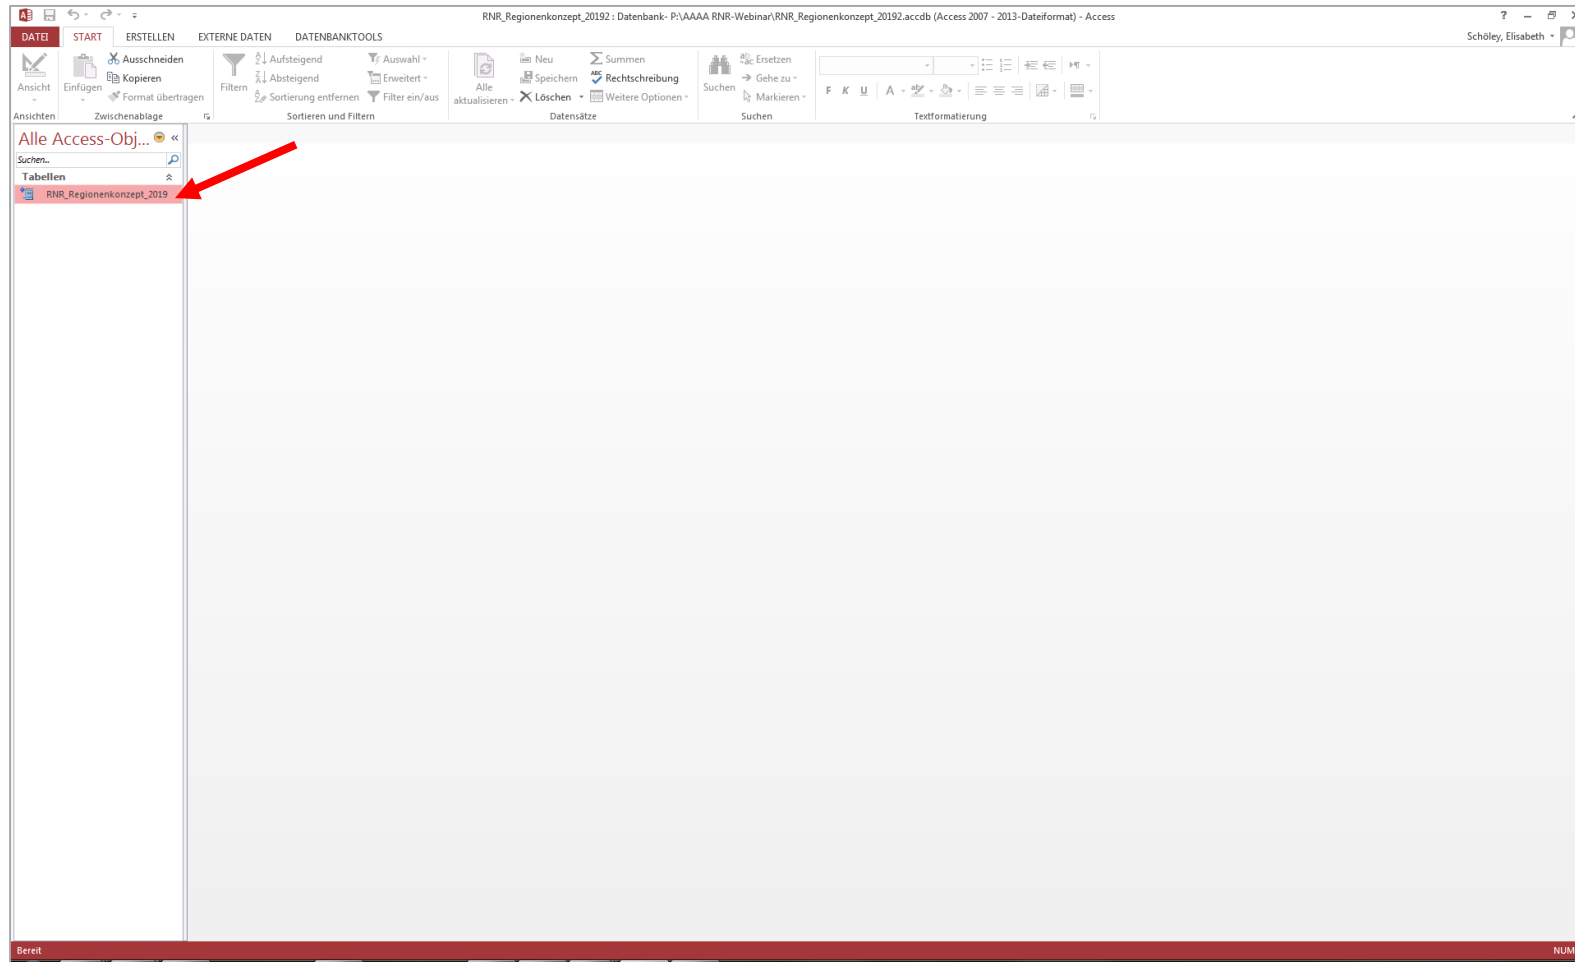 RNR_Regionenkonzept_20192 : Datenbank- P:\AAAA RNR-Webinar\RNR_Regionenkonzept_20192.accdb (Access 2007 - 2013-Dateiformat) - Access
DATEI START ERSTELLEN EXTERNE DATEN DATENBANKTOOLS Schöley, Elisabeth
Ausschneiden Aufsteigend Auswahl Neu Summen Ersetzen
Kopieren Absteigend Erweitert Speichern Rechtschreibung Gehe zu
Ansicht Einfügen Format übertragen Filtern Sortierung entfernen Filter ein/aus Alle aktualisieren Löschen Weitere Optionen Suchen Markieren F K U A
Ansichten Zwischenablage Sortieren und Filtern Datensätze Suchen Textformatierung
Alle Access-Obj... «
Suchen...
Tabellen
RNR_Regionenkonzept_2019
Bereit NUM